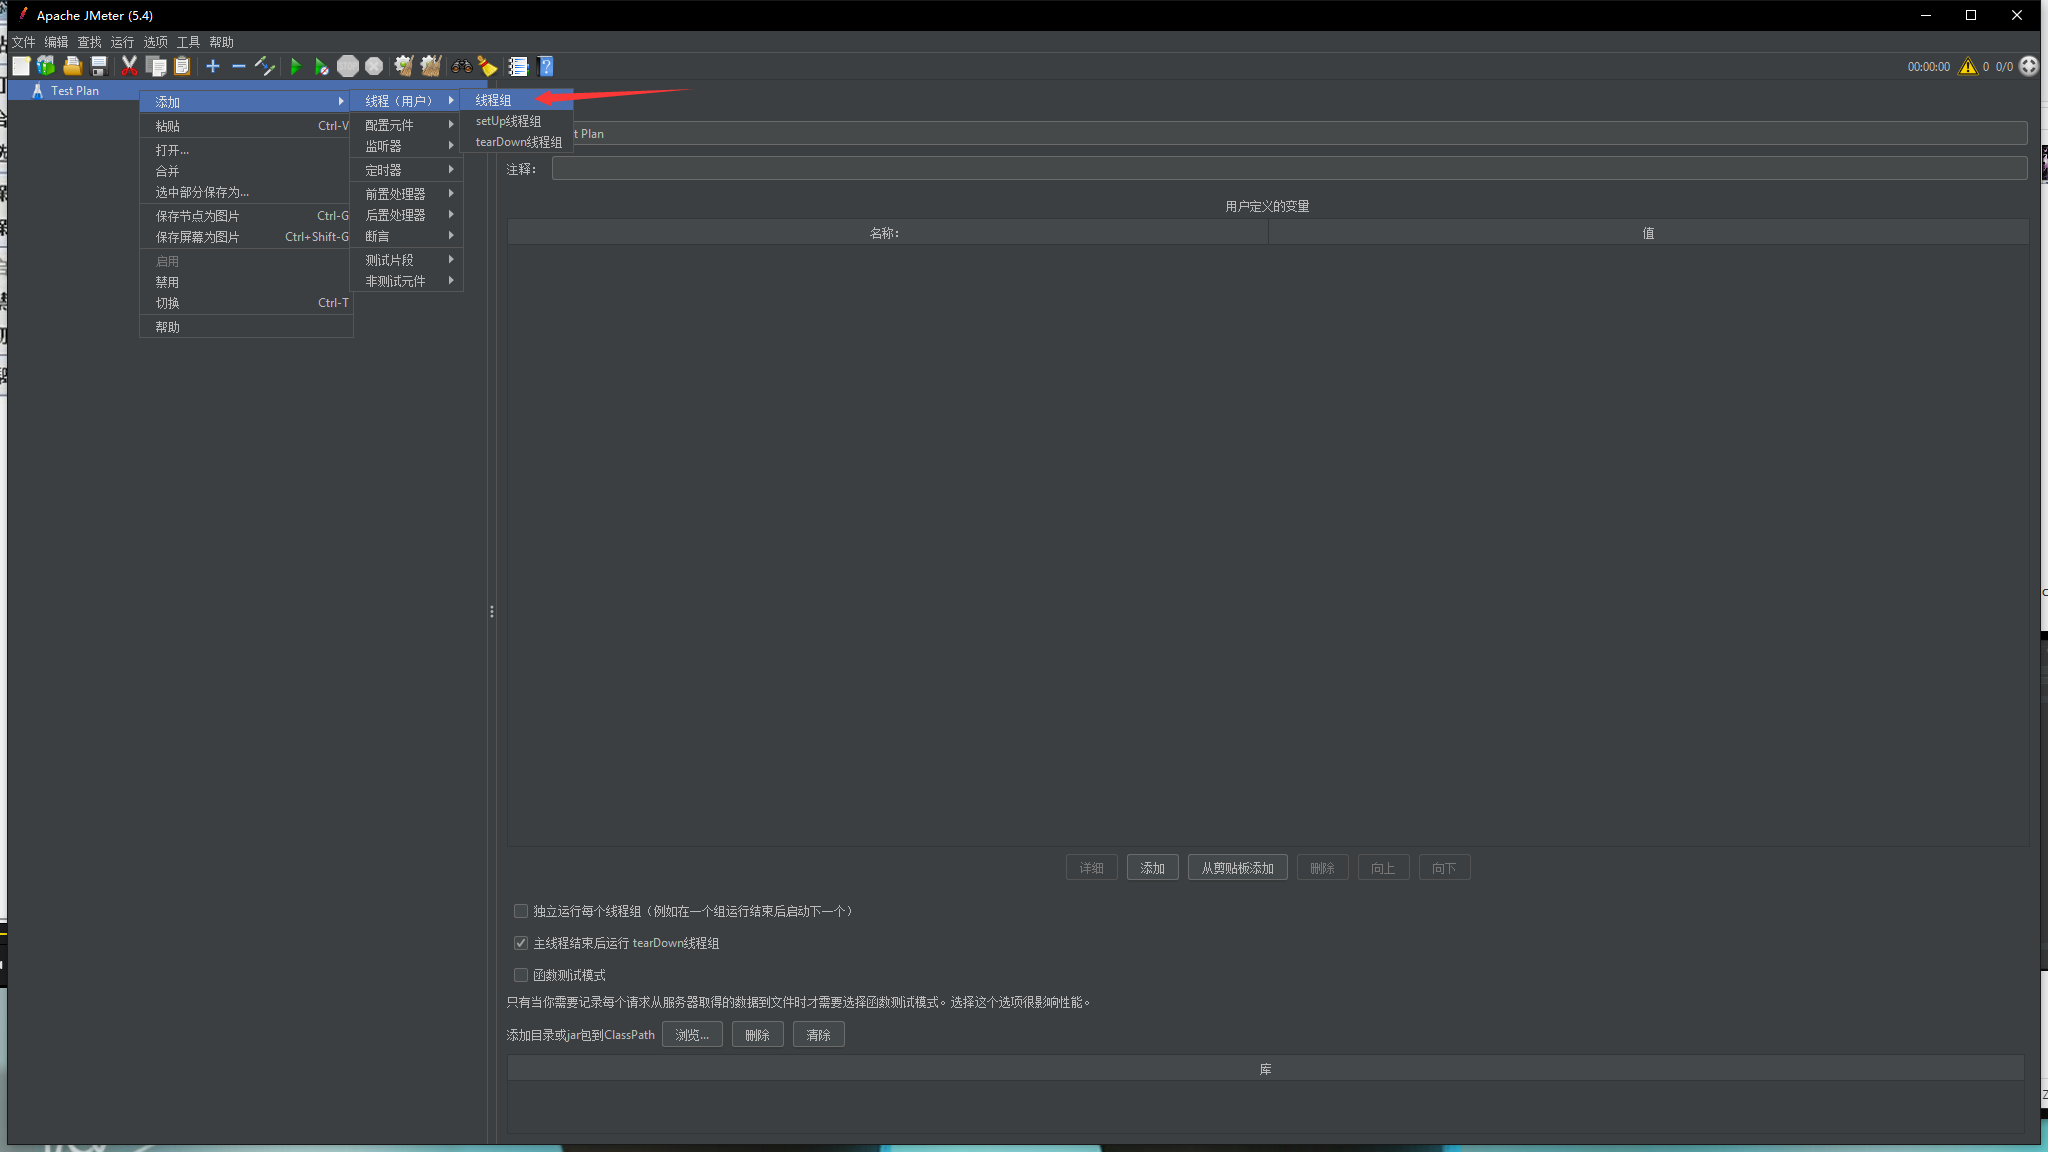 Apache JMeter (5.4)
文件 编辑 查找 运行 选项 工具 帮助
00:00:00 0 0/0
Test Plan
添加
粘贴 Ctrl-V
打开...
合并
选中部分保存为...
保存节点为图片 Ctrl-G
保存屏幕为图片 Ctrl+Shift-G
启用
禁用
切换 Ctrl-T
帮助
线程（用户）
配置元件
监听器
定时器
前置处理器
后置处理器
断言
测试片段
非测试元件
线程组
setUp线程组
tearDown线程组
t Plan
注释：
用户定义的变量
名称： 值
详细 添加 从剪贴板添加 删除 向上 向下
独立运行每个线程组（例如在一个组运行结束后启动下一个）
主线程结束后运行 tearDown线程组
函数测试模式
只有当你需要记录每个请求从服务器取得的数据到文件时才需要选择函数测试模式。选择这个选项很影响性能。
添加目录或jar包到ClassPath 浏览... 删除 清除
库